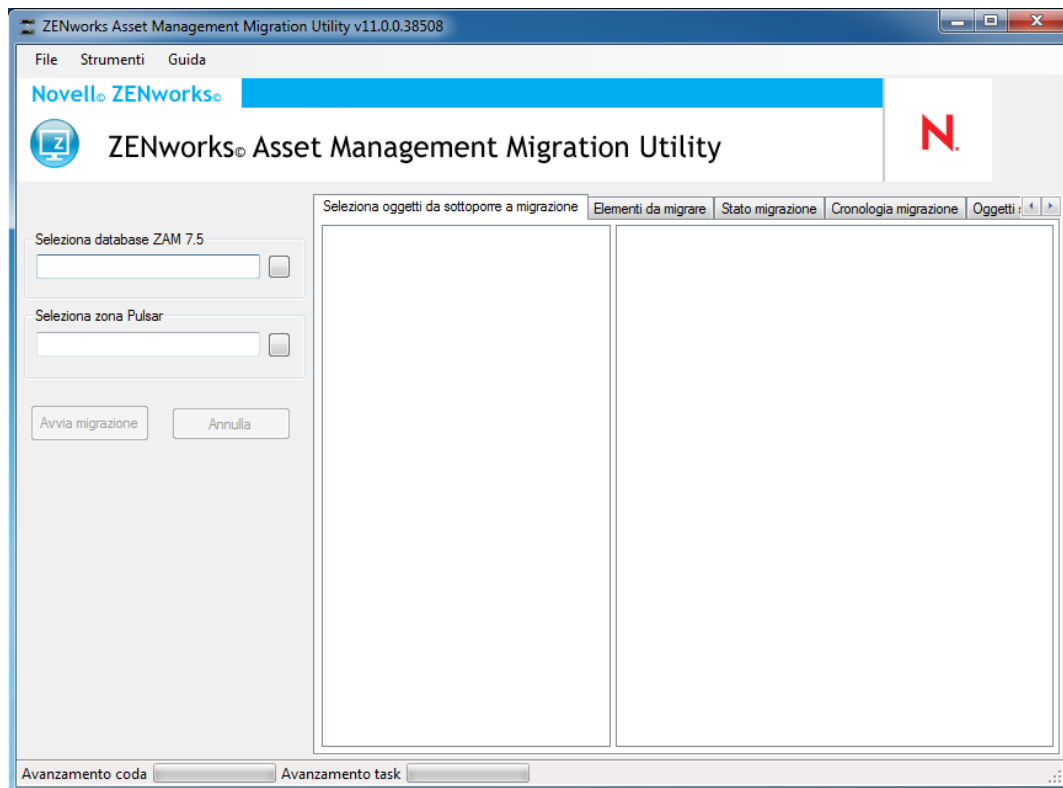 ZENworks Asset Management Migration Utility v11.0.0.38508
File Strumenti Guida
Novell© ZENworks©
ZENworks© Asset Management Migration Utility
N.
Seleziona oggetti da sottoporre a migrazione Elementi da migrare Stato migrazione Cronologia migrazione Oggetti
Seleziona database ZAM 7.5
Seleziona zona Pulsar
Avvia migrazione Annulla
Avanzamento coda Avanzamento task